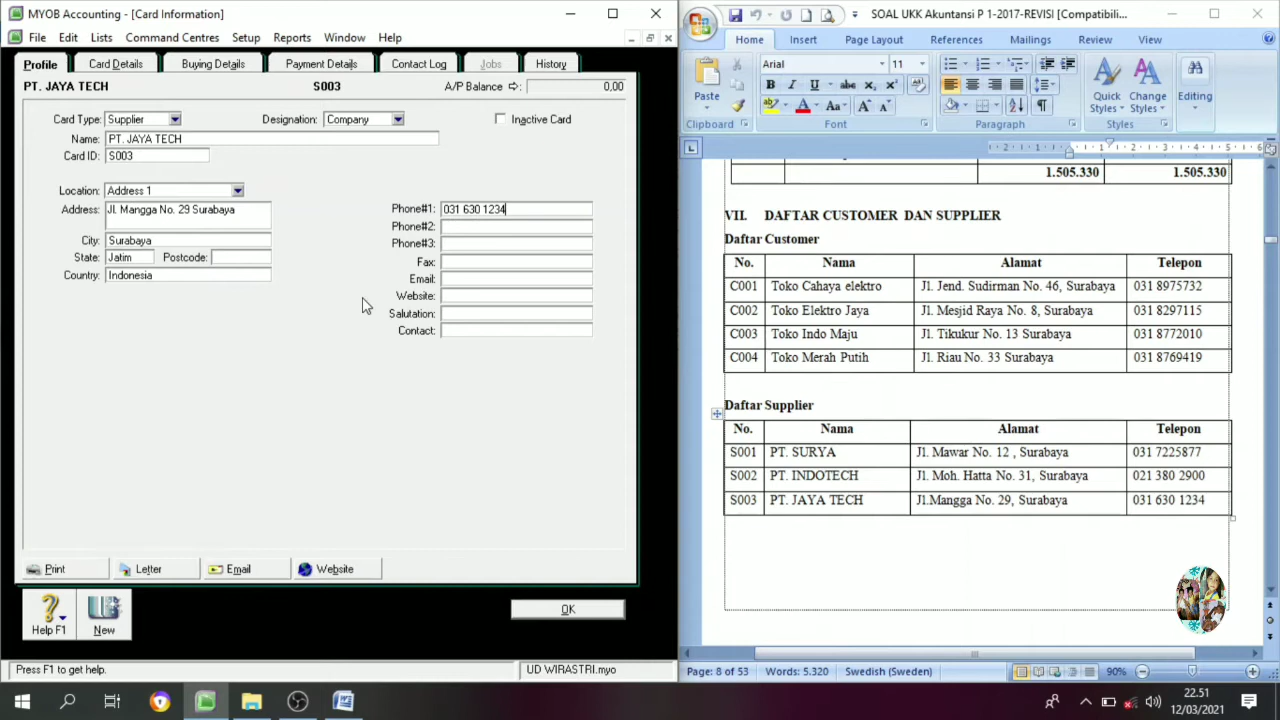 MYOB Accounting - [Card Information]
File Edit Lists Command Centres Setup Reports Window Help
Profile Card Details Buying Details Payment Details Contact Log Jobs History
PT. JAYA TECH S003 A/P Balance 0,00
Card Type: Supplier Designation: Company Inactive Card
Name: PT. JAYA TECH
Card ID: S003
Location: Address 1
Address: Jl. Mangga No. 29 Surabaya
City: Surabaya
State: Jatim Postcode:
Country: Indonesia
Phone#1: 031 630 1234
Phone#2:
Phone#3:
Fax:
Email:
Website:
Salutation:
Contact:
Print Letter Email Website
OK
Help F1 New
Press F1 to get help. UD WIRASTRI.myo
SOAL UKK Akuntansi P 1-2017-REVISI [Compatibili...
Home Insert Page Layout References Mailings Review View
Arial 11
Paste
Quick Styles
Change Styles
Editing
Clipboard Font Paragraph Styles
1.505.330 1.505.330
VII. DAFTAR CUSTOMER DAN SUPPLIER
Daftar Customer
No. Nama Alamat Telepon
C001 Toko Cahaya elektro Jl. Jend. Sudirman No. 46, Surabaya 031 8975732
C002 Toko Elektro Jaya Jl. Mesjid Raya No. 8, Surabaya 031 8297115
C003 Toko Indo Maju Jl. Tikukur No. 13 Surabaya 031 8772010
C004 Toko Merah Putih Jl. Riau No. 33 Surabaya 031 8769419
Daftar Supplier
No. Nama Alamat Telepon
S001 PT. SURYA Jl. Mawar No. 12 , Surabaya 031 7225877
S002 PT. INDOTECH Jl. Moh. Hatta No. 31, Surabaya 021 380 2900
S003 PT. JAYA TECH Jl.Mangga No. 29, Surabaya 031 630 1234
Page: 8 of 53 Words: 5.320 Swedish (Sweden) 90%
22.51
12/03/2021